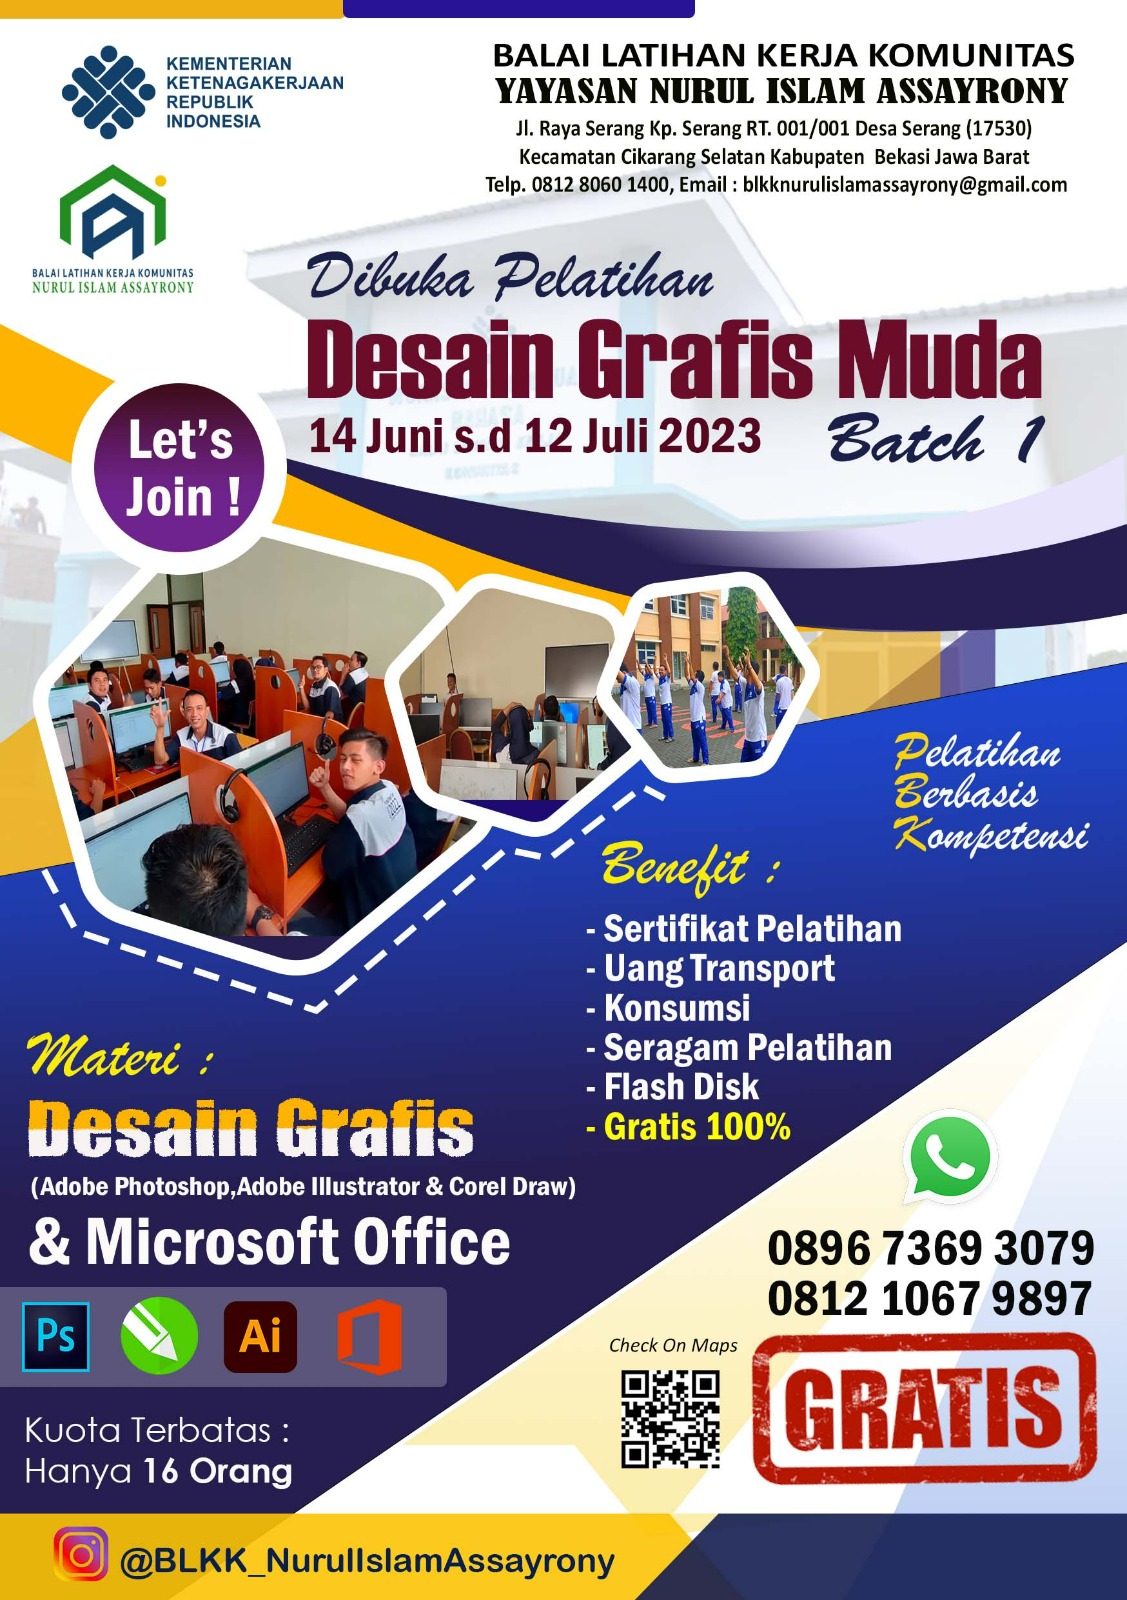 KEMENTERIAN
KETENAGAKERJAAN
REPUBLIK
INDONESIA
BALAI LATIHAN KERJA KOMUNITAS
YAYASAN NURUL ISLAM ASSAYRONY
Jl. Raya Serang Kp. Serang RT. 001/001 Desa Serang (17530)
Kecamatan Cikarang Selatan Kabupaten Bekasi Jawa Barat
Telp. 0812 8060 1400, Email : blkknurulislamassayrony@gmail.com
BALAI LATIHAN KERJA KOMUNITAS
NURUL ISLAM ASSAYRONY
Dibuka Pelatihan
Desain Grafis Muda
14 Juni s.d 12 Juli 2023
Batch 1
Let's
Join !
Pelatihan
Berbasis
Kompetensi
Benefit :
- Sertifikat Pelatihan
- Uang Transport
- Konsumsi
- Seragam Pelatihan
- Flash Disk
- Gratis 100%
Materi :
Desain Grafis
(Adobe Photoshop,Adobe Illustrator & Corel Draw)
& Microsoft Office
Ps
Ai
0896 7369 3079
0812 1067 9897
Check On Maps
GRATIS
Kuota Terbatas :
Hanya 16 Orang
@BLKK_NurulIslamAssayrony